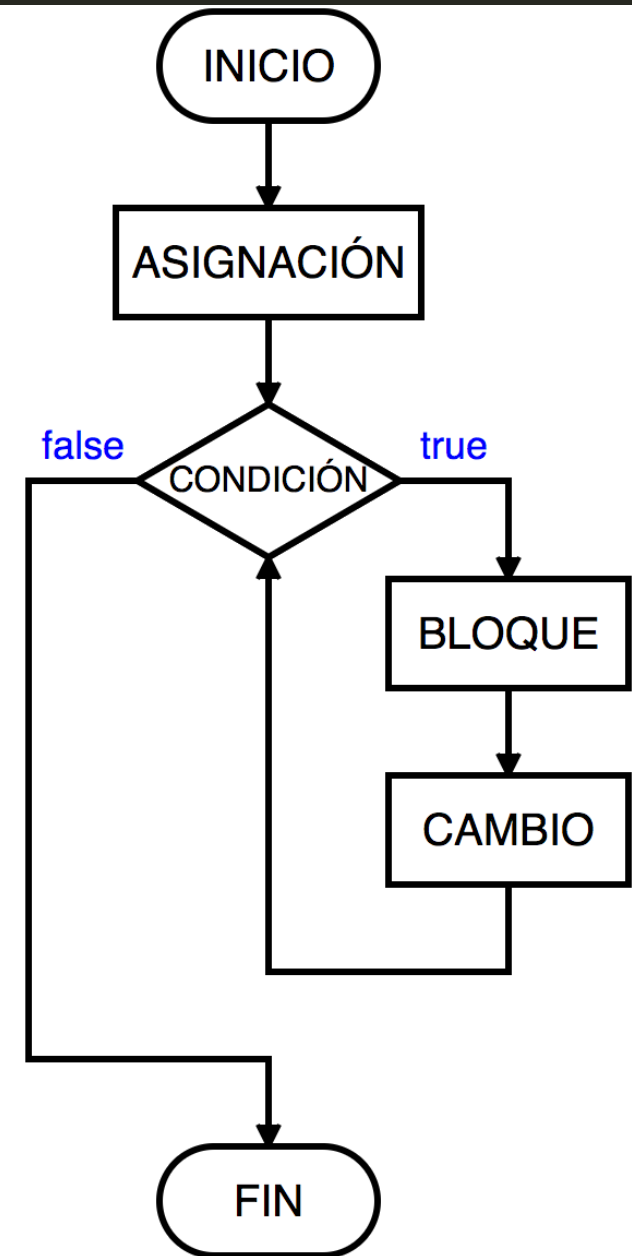 INICIO
ASIGNACIÓN
false
true
CONDICIÓN
BLOQUE
CAMBIO
FIN